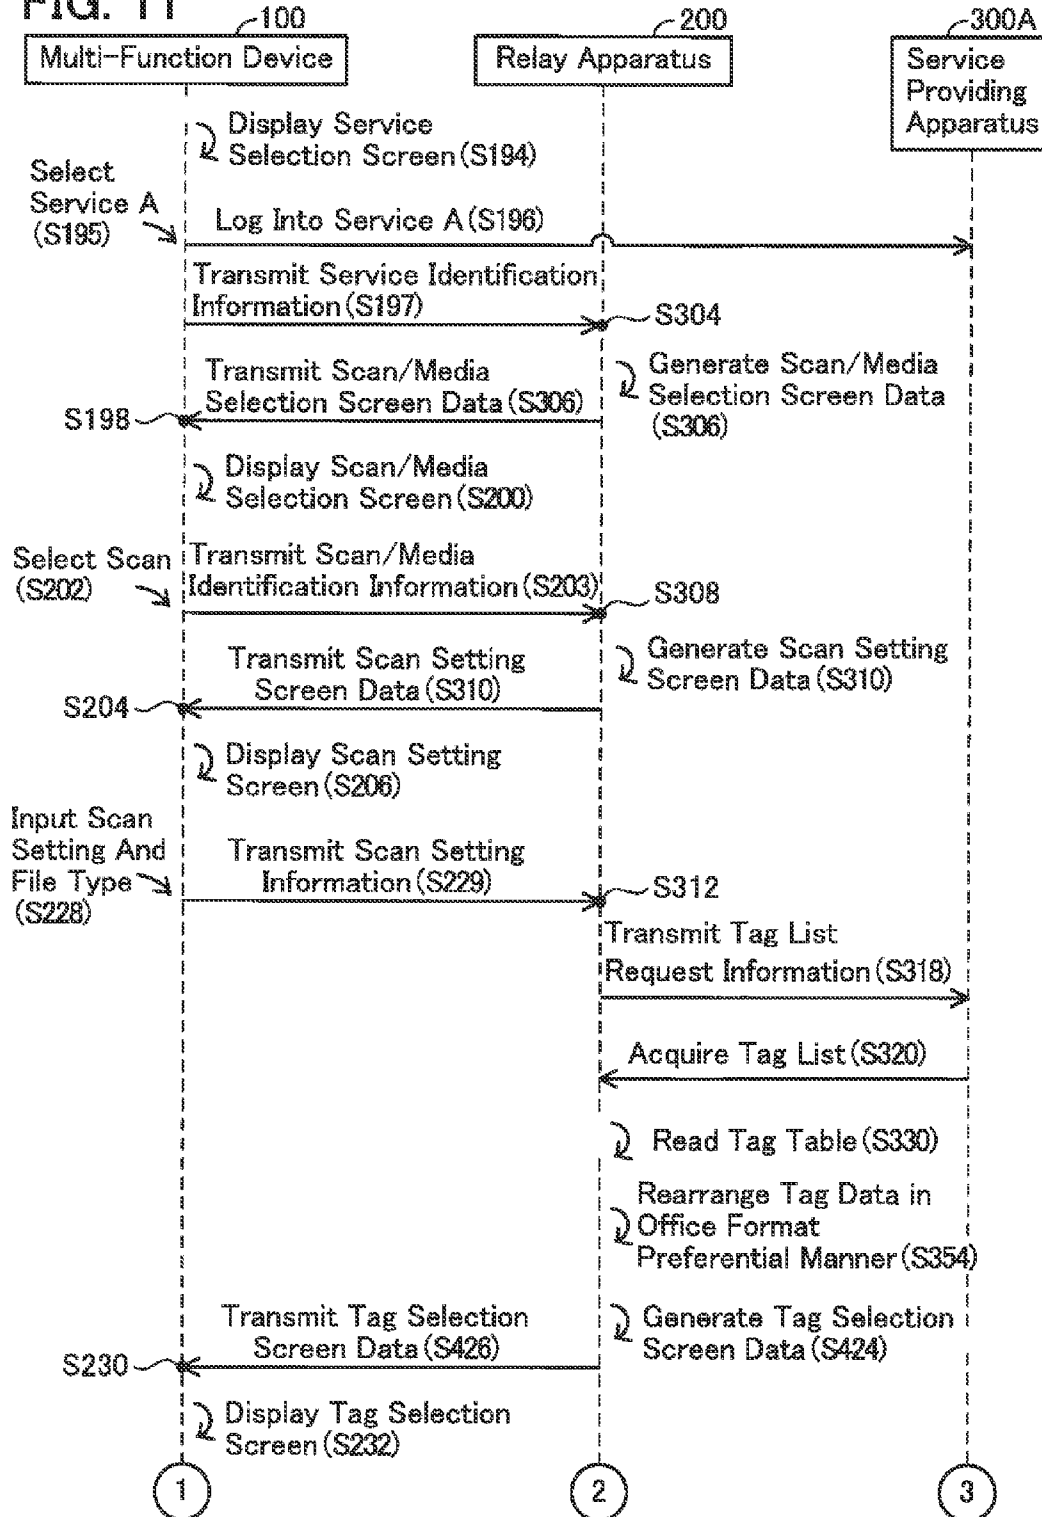 FIG. 11
100
200
300A
Multi-Function Device
Relay Apparatus
Service
Providing
Apparatus
Display Service
Selection Screen(S194)
Select
Service A
(S195)
Log Into Service A(S196)
Transmit Service Identification
Information(S197)
S304
Transmit Scan/Media
Selection Screen Data(S306)
Generate Scan/Media
Selection Screen Data
(S306)
S198
Display Scan/Media
Selection Screen(S200)
Select Scan
(S202)
Transmit Scan/Media
Identification Information(S203)
S308
Transmit Scan Setting
Screen Data(S310)
Generate Scan Setting
Screen Data(S310)
S204
Display Scan Setting
Screen(S206)
Input Scan
Setting And
File Type
(S228)
Transmit Scan Setting
Information(S229)
S312
Transmit Tag List
Request Information(S318)
Acquire Tag List(S320)
Read Tag Table(S330)
Rearrange Tag Data in
Office Format
Preferential Manner(S354)
Transmit Tag Selection
Screen Data(S426)
Generate Tag Selection
Screen Data(S424)
S230
Display Tag Selection
Screen(S232)
1
2
3